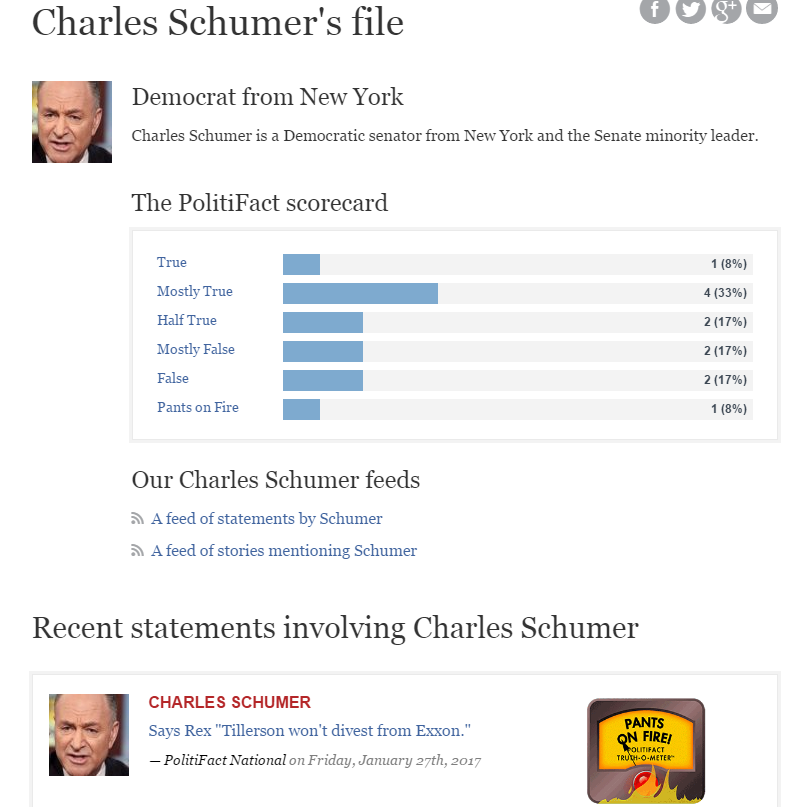 Charles Schumer's file
Democrat from New York
Charles Schumer is a Democratic senator from New York and the Senate minority leader.
The PolitiFact scorecard
True 1 (8%)
Mostly True 4 (33%)
Half True 2 (17%)
Mostly False 2 (17%)
False 2 (17%)
Pants on Fire 1 (8%)
Our Charles Schumer feeds
A feed of statements by Schumer
A feed of stories mentioning Schumer
Recent statements involving Charles Schumer
CHARLES SCHUMER
Says Rex "Tillerson won't divest from Exxon."
— PolitiFact National on Friday, January 27th, 2017
PANTS
ON FIRE!
POLITIFACT
TRUTH-O-METER™